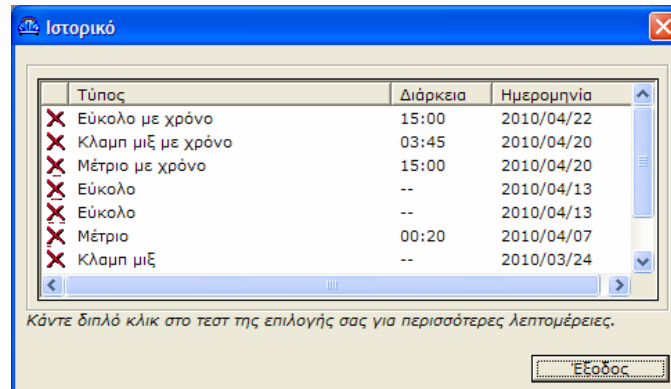 Ιστορικό
Τύπος Διάρκεια Ημερομηνία
Εύκολο με χρόνο 15:00 2010/04/22
Κλαμπ μιξ με χρόνο 03:45 2010/04/20
Μέτριο με χρόνο 15:00 2010/04/20
Εύκολο -- 2010/04/13
Εύκολο -- 2010/04/13
Μέτριο 00:20 2010/04/07
Κλαμπ μιξ -- 2010/03/24
Κάντε διπλό κλικ στο τεστ της επιλογής σας για περισσότερες λεπτομέρειες.
Έξοδος